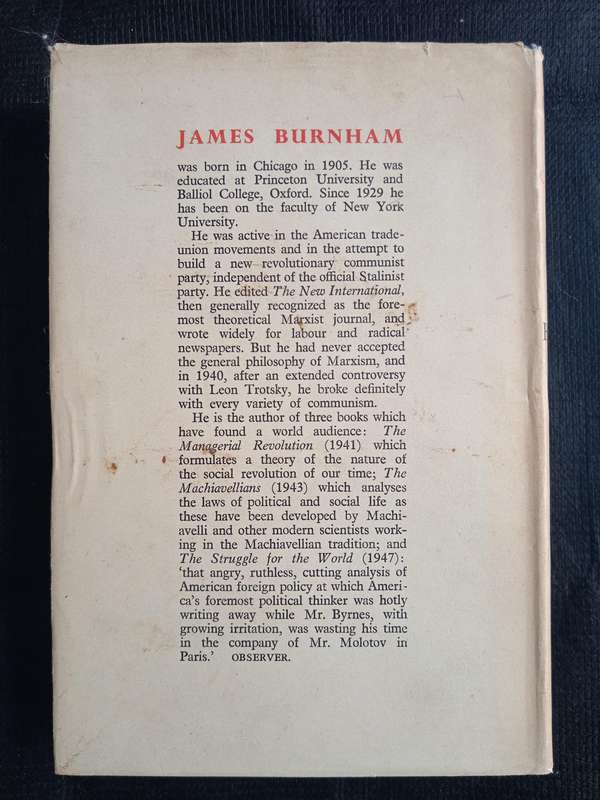 JAMES BURNHAM
was born in Chicago in 1905. He was
educated at Princeton University and
Balliol College, Oxford. Since 1929 he
has been on the faculty of New York
University.
He was active in the American trade-
union movements and in the attempt to
build a new revolutionary communist
party, independent of the official Stalinist
party. He edited The New International,
then generally recognized as the fore-
most theoretical Marxist journal, and
wrote widely for labour and radical
newspapers. But he had never accepted
the general philosophy of Marxism, and
in 1940, after an extended controversy
with Leon Trotsky, he broke definitely
with every variety of communism.
He is the author of three books which
have found a world audience: The
Managerial Revolution (1941) which
formulates a theory of the nature of
the social revolution of our time; The
Machiavellians (1943) which analyses
the laws of political and social life as
these have been developed by Machi-
avelli and other modern scientists work-
ing in the Machiavellian tradition; and
The Struggle for the World (1947):
‘that angry, ruthless, cutting analysis of
American foreign policy at which Ameri-
ca’s foremost political thinker was hotly
writing away while Mr. Byrnes, with
growing irritation, was wasting his time
in the company of Mr. Molotov in
Paris.’ OBSERVER.